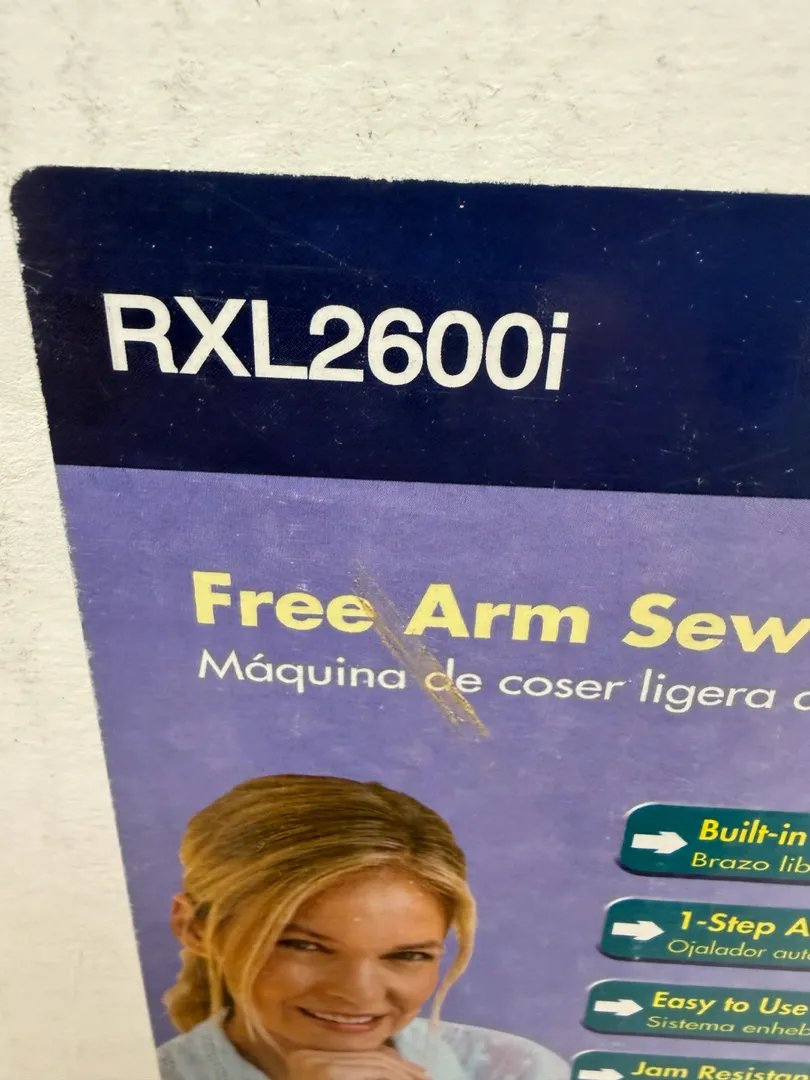 RXL2600i
Free Arm Sew
Máquina de coser ligera
Built-in
Brazo lib
1-Step A
Ojalador auto
Easy to Use
Sistema enheb
Jam Resistan